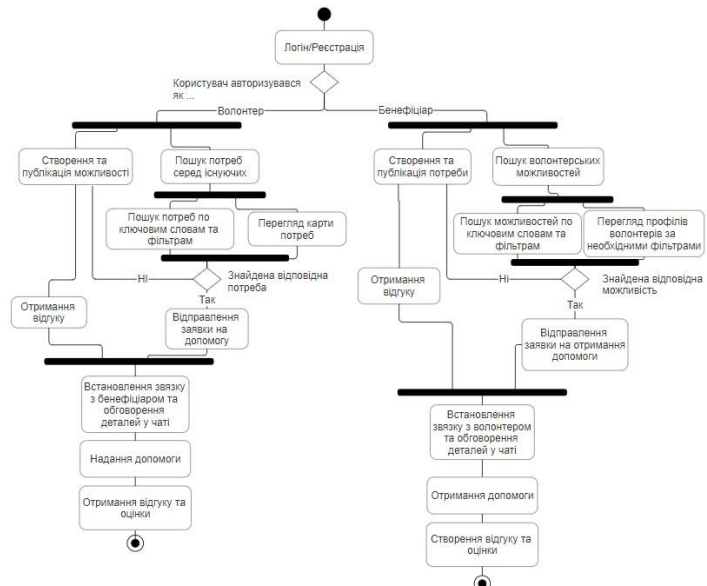 Логін/Реєстрація
Користувач авторизувався
як ...
Волонтер
Бенефіціар
Створення та
публікація можливості
Пошук потреб
серед існуючих
Створення та
публікація потреби
Пошук волонтерських
можливостей
Пошук потреб по
ключовим словам та
фільтрам
Перегляд карти
потреб
Пошук можливостей по
ключовим словам та
фільтрам
Перегляд профілів
волонтерів за
необхідними фільтрами
Ні
Знайдена відповідна
потреба
Так
Ні
Знайдена відповідна
можливість
Так
Отримання
відгуку
Відправлення
заявки на
допомогу
Отримання
відгуку
Відправлення
заявки на отримання
допомоги
Встановлення звязку
з бенефіціаром та
обговорення
деталей у чаті
Встановлення
звязку з волонтером
та обговорення
деталей у чаті
Надання допомоги
Отримання допомоги
Отримання відгуку та
оцінки
Створення відгуку та
оцінки